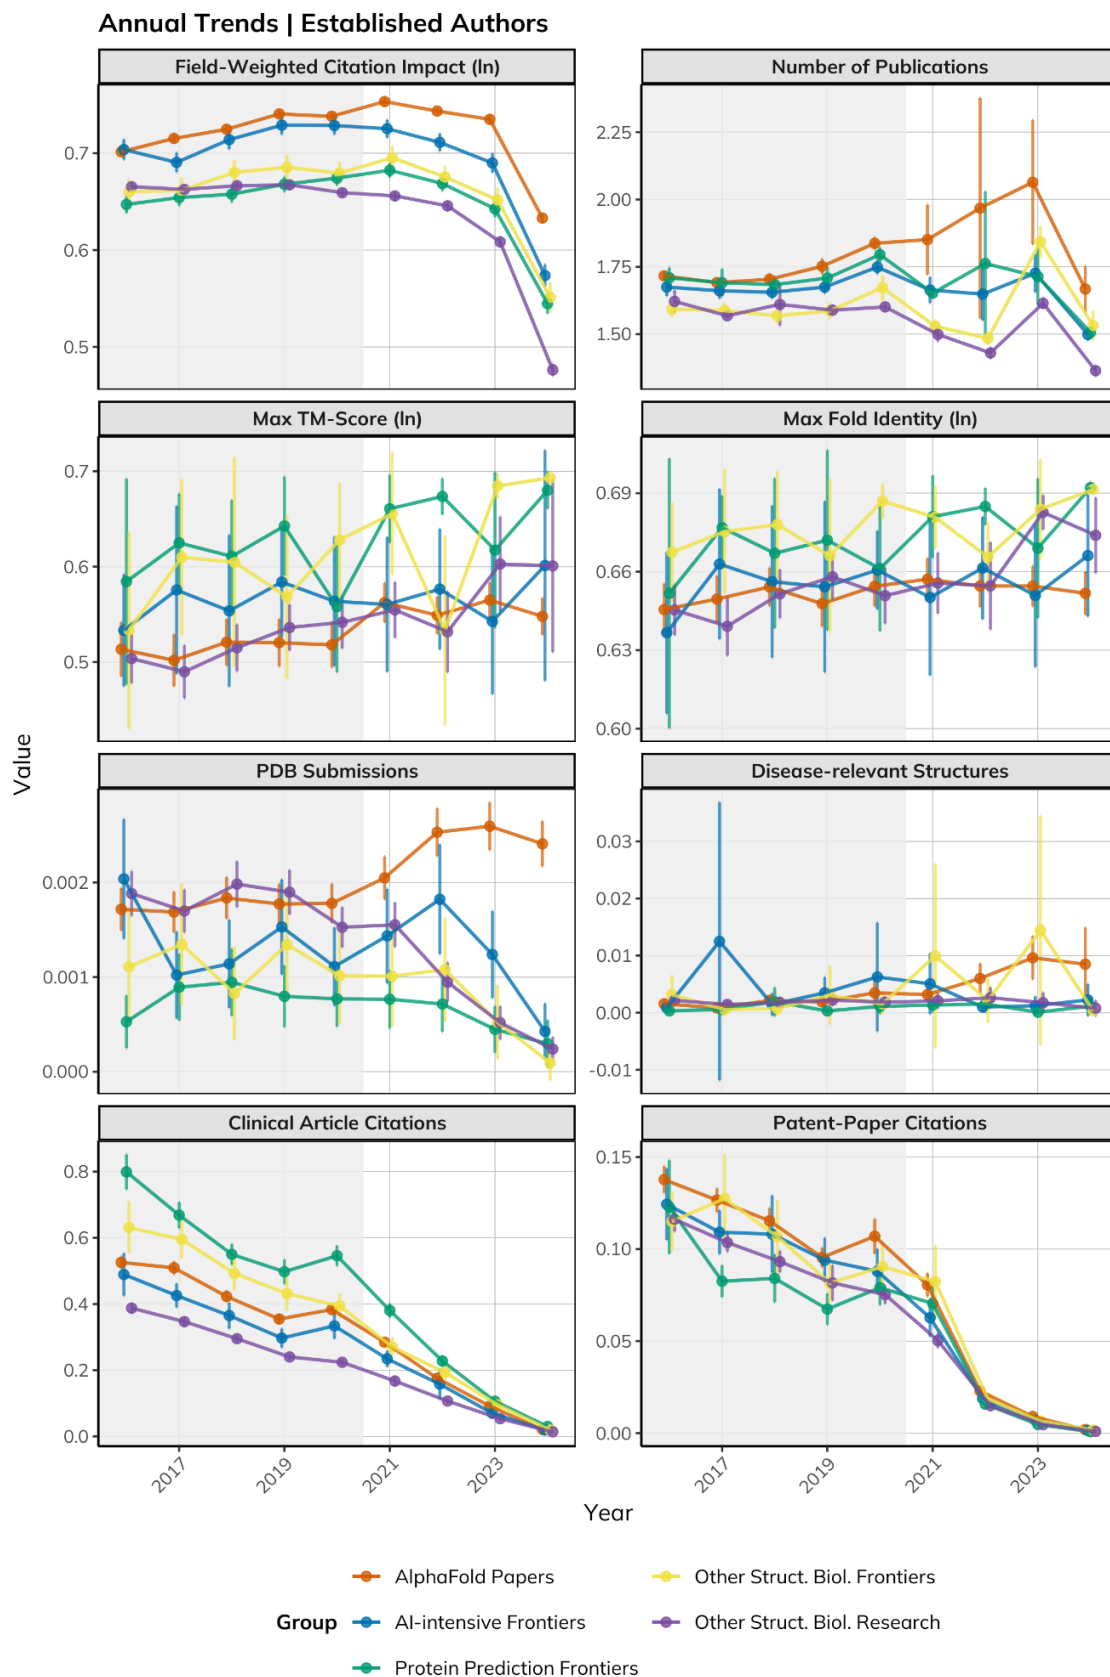 Annual Trends | Established Authors
Field-Weighted Citation Impact (ln)
Number of Publications
0.7
0.6
0.5
2.25
2.00
1.75
1.50
Max TM-Score (ln)
Max Fold Identity (ln)
0.7
0.6
0.5
0.69
0.66
0.63
0.60
Value
PDB Submissions
Disease-relevant Structures
0.002
0.001
0.000
0.03
0.02
0.01
0.00
-0.01
Clinical Article Citations
Patent-Paper Citations
0.8
0.6
0.4
0.2
0.0
0.15
0.10
0.05
0.00
2017
2019
2021
2023
2017
2019
2021
2023
Year
Group
AlphaFold Papers
AI-intensive Frontiers
Protein Prediction Frontiers
Other Struct. Biol. Frontiers
Other Struct. Biol. Research